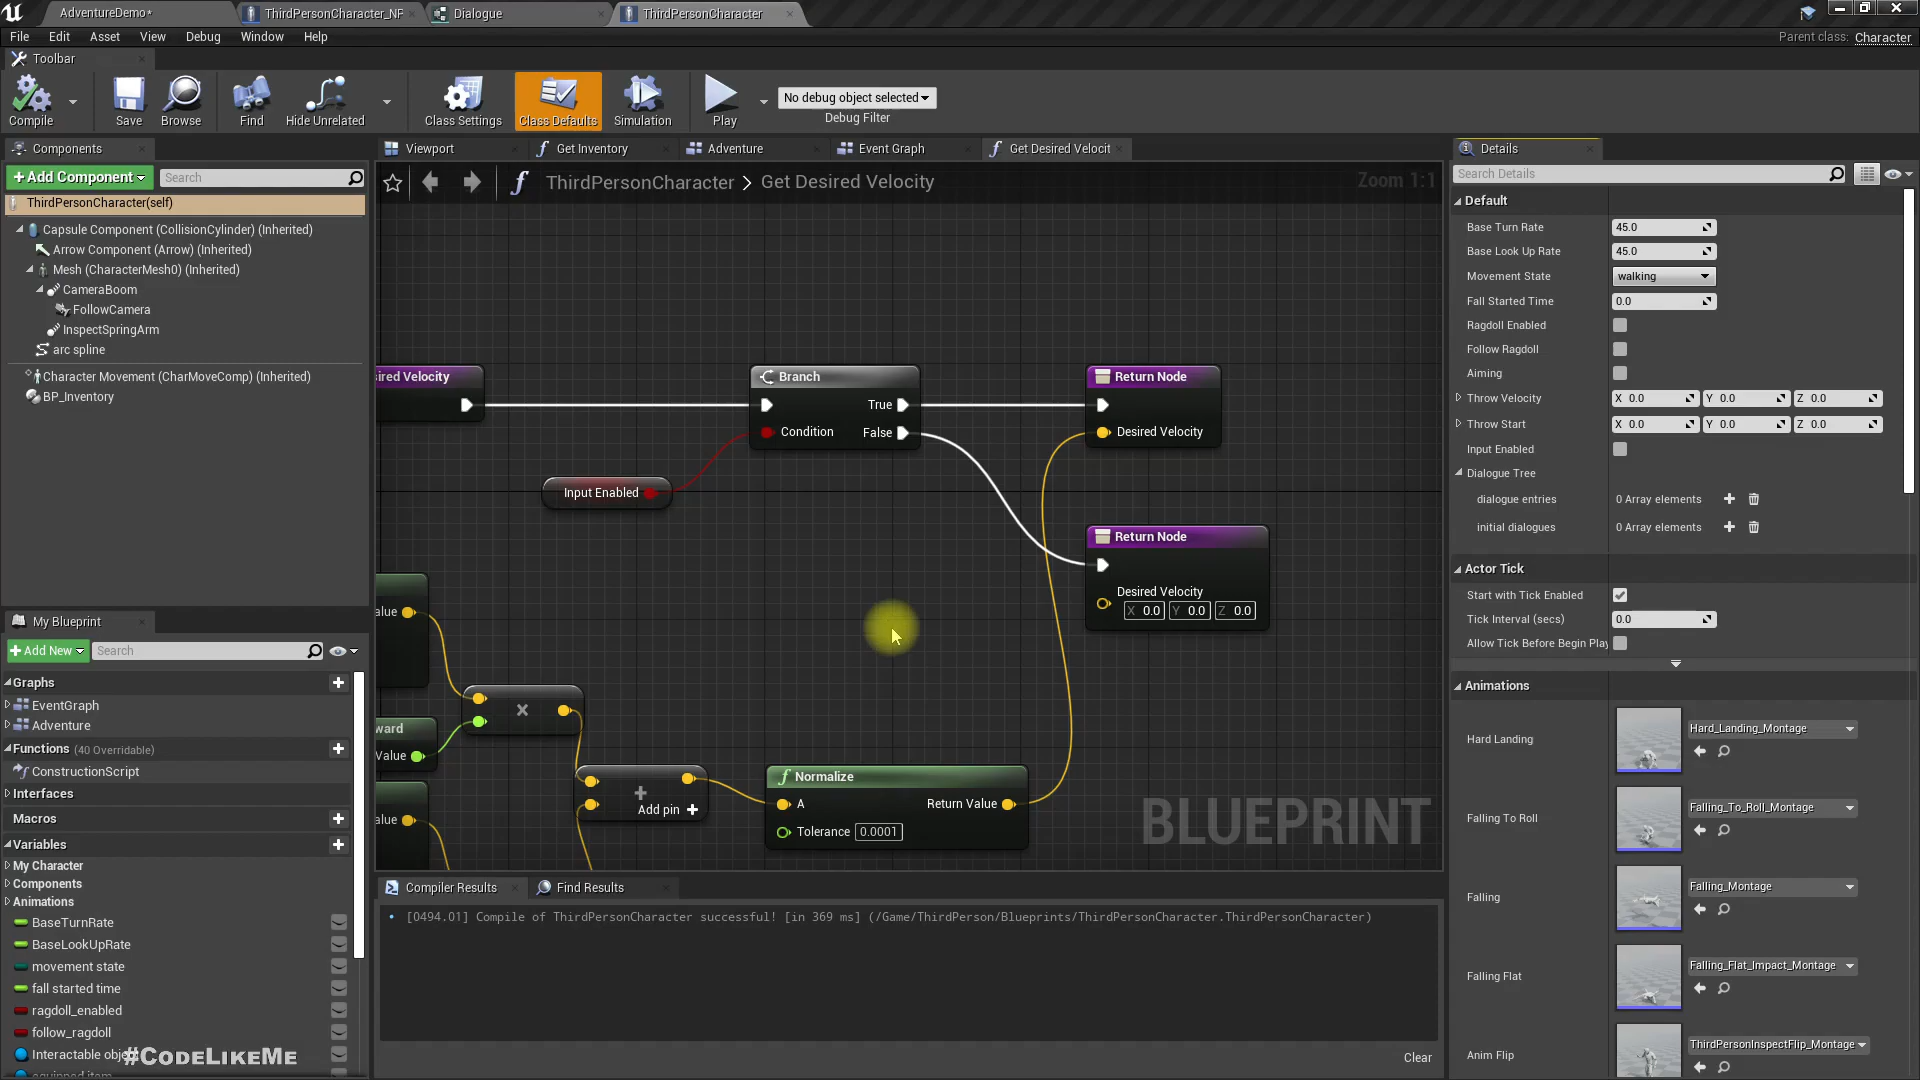 AdventureDemo*
ThirdPersonCharacter_NP
Dialogue
ThirdPersonCharacter
File Edit Asset View Debug Window Help
Parent class: Character
Toolbar
Compile
Save
Browse
Find
Hide Unrelated
Class Settings
Class Defaults
Simulation
Play
No debug object selected
Debug Filter
Components
+Add Component
Search
ThirdPersonCharacter(self)
Capsule Component (CollisionCylinder) (Inherited)
Arrow Component (Arrow) (Inherited)
Mesh (CharacterMesh0) (Inherited)
CameraBoom
FollowCamera
InspectSpringArm
arc spline
Character Movement (CharMoveComp) (Inherited)
BP_Inventory
My Blueprint
+Add New
Search
Graphs
EventGraph
Adventure
Functions (40 Overridable)
ConstructionScript
Interfaces
Macros
Variables
My Character
Components
Animations
BaseTurnRate
BaseLookUpRate
movement state
fall started time
ragdoll_enabled
follow_ragdoll
Interactable obje
#CodeLikeMe
Viewport
Get Inventory
Adventure
Event Graph
Get Desired Velocit
ThirdPersonCharacter > Get Desired Velocity
Zoom 1:1
ired Velocity
Branch
True
Condition
False
Return Node
Desired Velocity
Input Enabled
Return Node
Desired Velocity
X 0.0 Y 0.0 Z 0.0
alue
ward
Value
alue
Add pin +
Normalize
A
Return Value
Tolerance 0.0001
BLUEPRINT
Compiler Results
Find Results
[0494.01] Compile of ThirdPersonCharacter successful! [in 369 ms] (/Game/ThirdPerson/Blueprints/ThirdPersonCharacter.ThirdPersonCharacter)
Clear
Details
Search Details
Default
Base Turn Rate 45.0
Base Look Up Rate 45.0
Movement State walking
Fall Started Time 0.0
Ragdoll Enabled
Follow Ragdoll
Aiming
Throw Velocity X 0.0 Y 0.0 Z 0.0
Throw Start X 0.0 Y 0.0 Z 0.0
Input Enabled
Dialogue Tree
dialogue entries 0 Array elements
initial dialogues 0 Array elements
Actor Tick
Start with Tick Enabled
Tick Interval (secs) 0.0
Allow Tick Before Begin Play
Animations
Hard Landing Hard_Landing_Montage
Falling To Roll Falling_To_Roll_Montage
Falling Falling_Montage
Falling Flat Falling_Flat_Impact_Montage
Anim Flip ThirdPersonInspectFlip_Montage